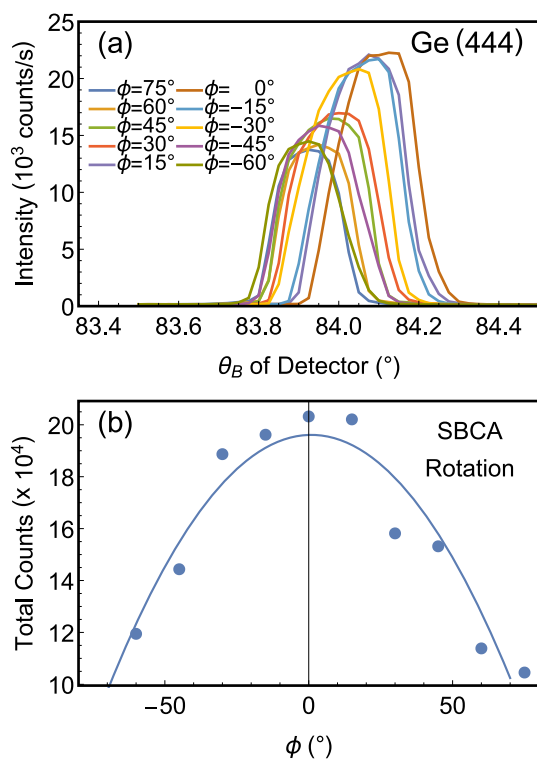 (a) Ge (444)
25
20
15
10
5
0
Intensity (10³ counts/s)
ϕ=75° ϕ= 0°
ϕ=60° ϕ=−15°
ϕ=45° ϕ=−30°
ϕ=30° ϕ=−45°
ϕ=15° ϕ=−60°
83.4 83.6 83.8 84.0 84.2 84.4
θB of Detector (°)
(b) SBCA
Rotation
20
18
16
14
12
10
Total Counts (x 10⁴)
−50 0 50
ϕ (°)